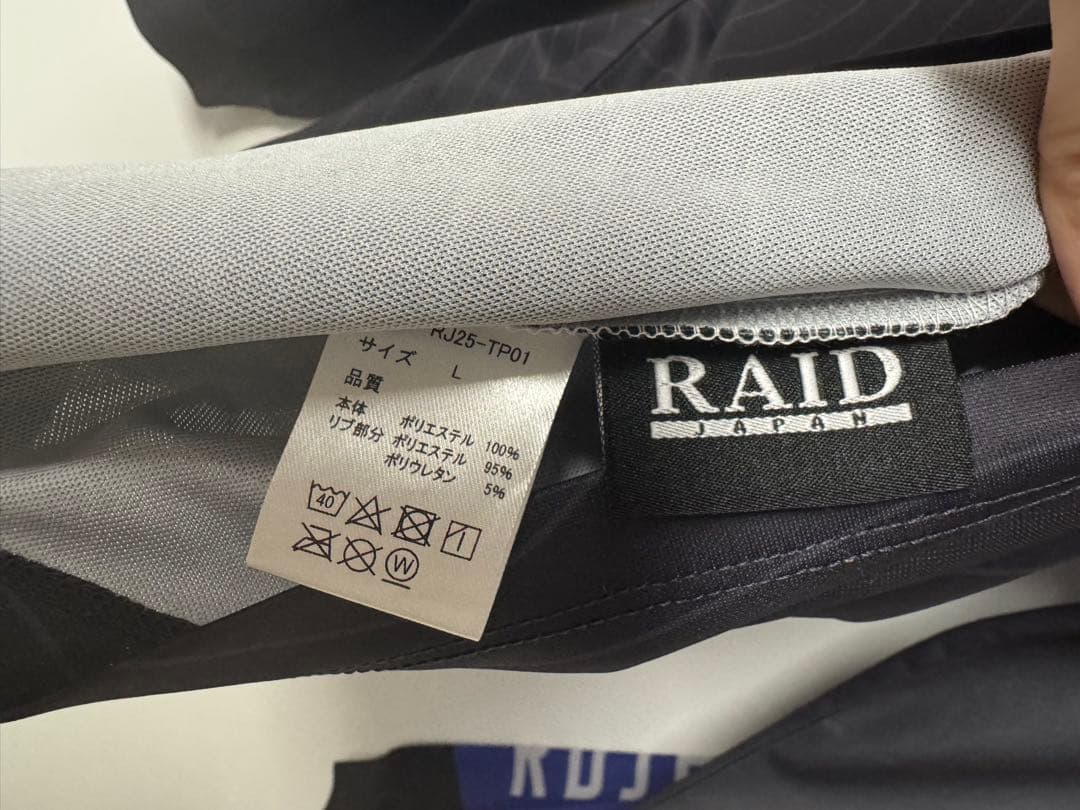 RJ25-TP01
サイズ L
品質
本体 ポリエステル 100%
リブ部分 ポリエステル 95%
ポリウレタン 5%
40
W
RAID
JAPAN
RDJ